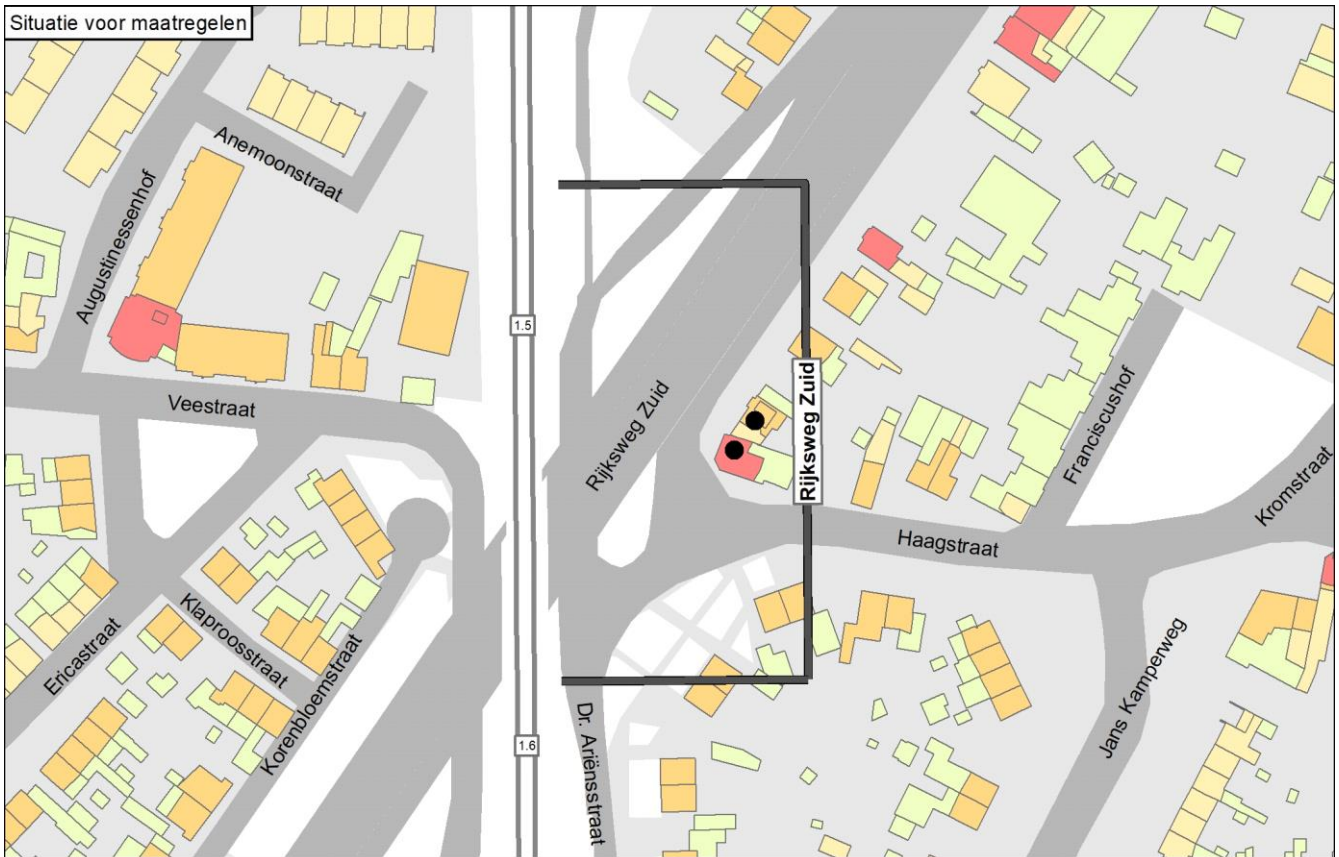 Situatie voor maatregelen
Anemoonstraat
Augustinessenhof
1.5
Veestraat
Rijksweg Zuid
Rijksweg Zuid
Franciscushof
Kromstraat
Haagstraat
Klaproosstraat
Ericastraat
Korenbloemstraat
Jans Kamperweg
1.6
Dr. Ariënsstraat